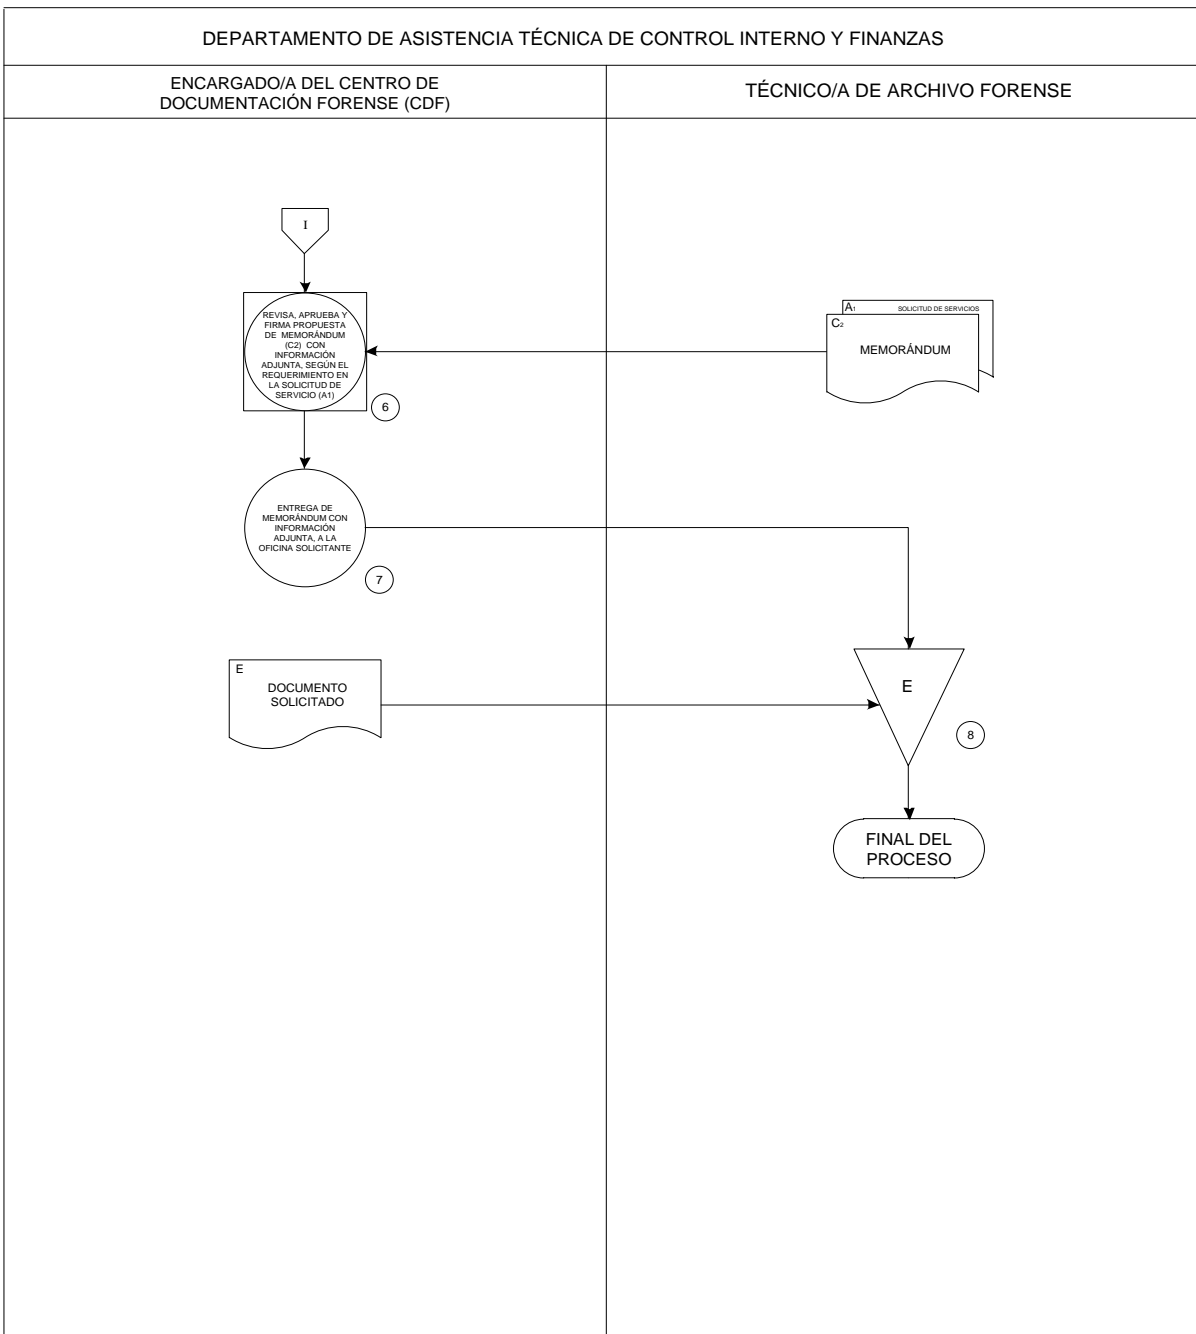 DEPARTAMENTO DE ASISTENCIA TÉCNICA DE CONTROL INTERNO Y FINANZAS
ENCARGADO/A DEL CENTRO DE
DOCUMENTACIÓN FORENSE (CDF)
TÉCNICO/A DE ARCHIVO FORENSE
I
REVISA, APRUEBA Y
FIRMA PROPUESTA
DE MEMORÁNDUM
(C2) CON
INFORMACIÓN
ADJUNTA, SEGÚN EL
REQUERIMIENTO EN
LA SOLICITUD DE
SERVICIO (A1)
6
A1 SOLICITUD DE SERVICIOS
C2
MEMORÁNDUM
ENTREGA DE
MEMORÁNDUM CON
INFORMACIÓN
ADJUNTA, A LA
OFICINA SOLICITANTE
7
E
DOCUMENTO
SOLICITADO
E
8
FINAL DEL
PROCESO